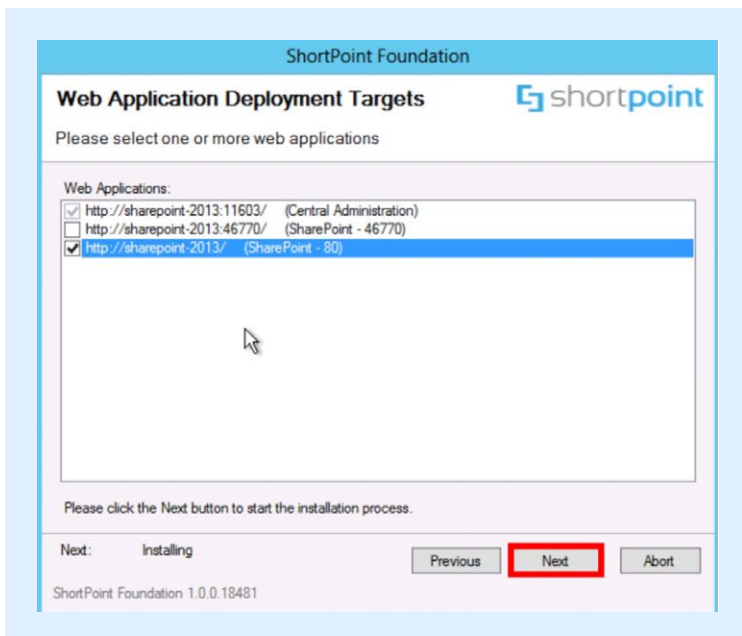 ShortPoint Foundation
Web Application Deployment Targets
shortpoint
Please select one or more web applications
Web Applications:
http://sharepoint-2013:11603/ (Central Administration)
http://sharepoint-2013:46770/ (SharePoint - 46770)
http://sharepoint-2013/ (SharePoint - 80)
Please click the Next button to start the installation process.
Next: Installing
Previous Next Abort
ShortPoint Foundation 1.0.0.18481